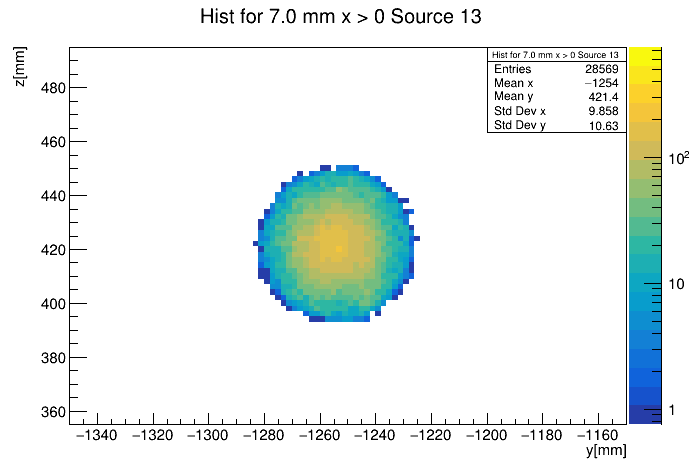 Hist for 7.0 mm x > 0 Source 13
z[mm]
Hist for 7.0 mm x > 0 Source 13
Entries 28569
Mean x −1254
Mean y 421.4
Std Dev x 9.858
Std Dev y 10.63
480
460
440
420
400
380
360
−1340 −1320 −1300 −1280 −1260 −1240 −1220 −1200 −1180 −1160
y[mm]
10²
10
1